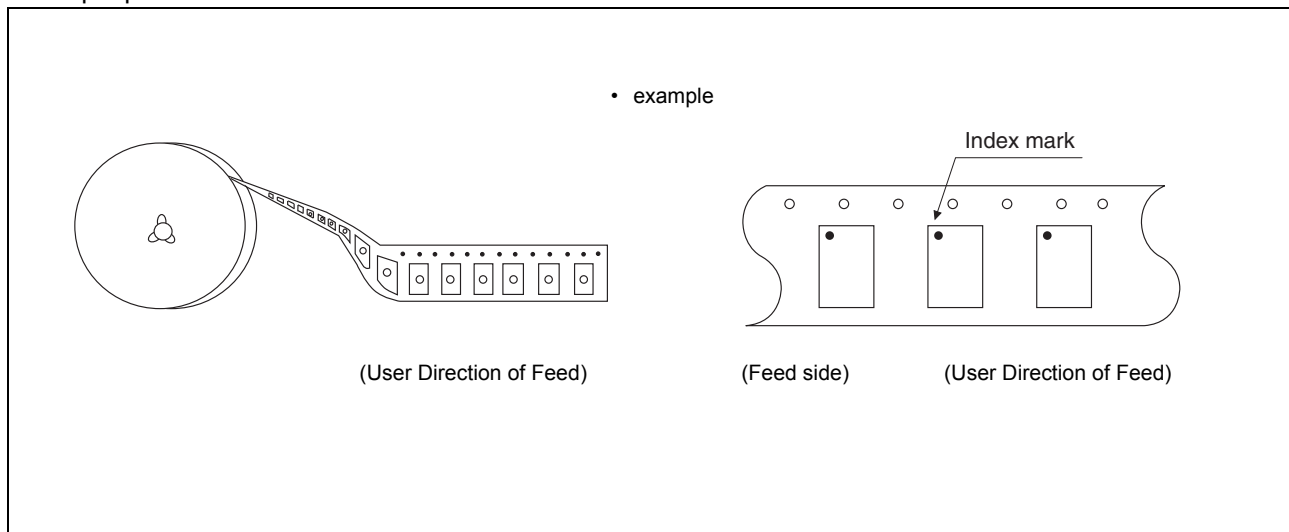 • example
Index mark
(User Direction of Feed)
(Feed side)
(User Direction of Feed)